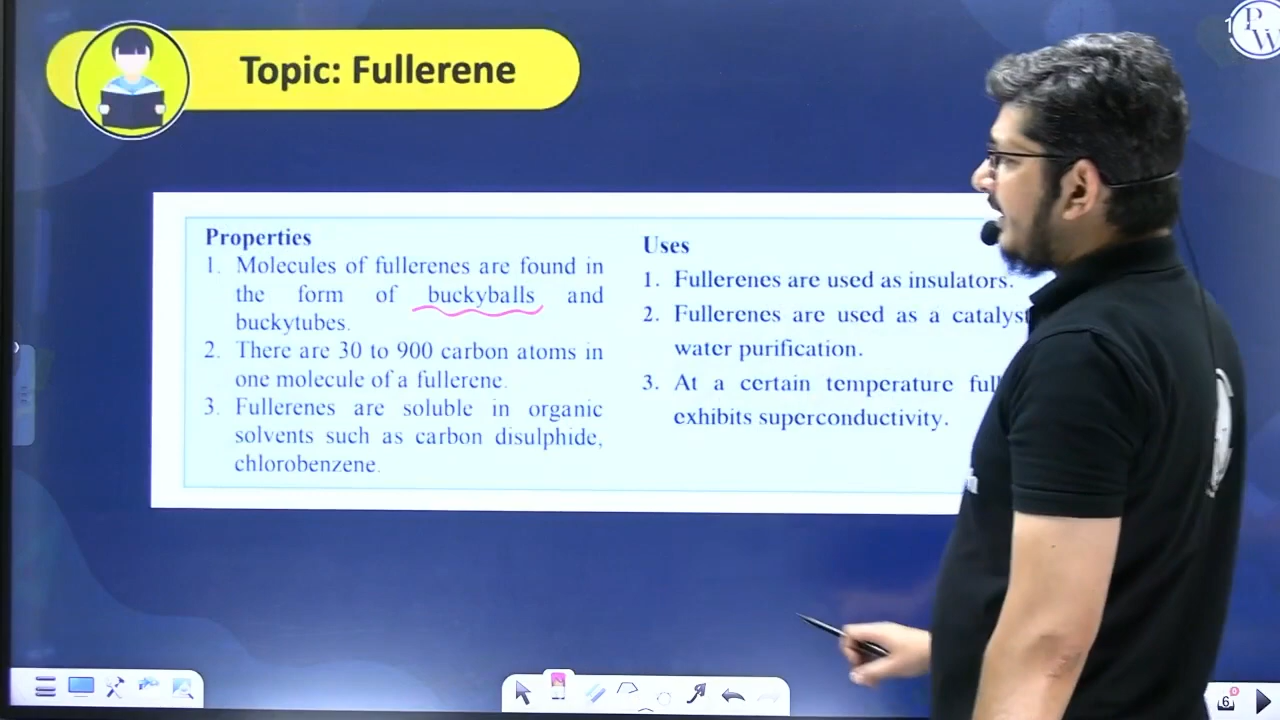 Topic: Fullerene
P
W
Properties
1. Molecules of fullerenes are found in
the form of buckyballs and
buckytubes.
2. There are 30 to 900 carbon atoms in
one molecule of a fullerene.
3. Fullerenes are soluble in organic
solvents such as carbon disulphide,
chlorobenzene.
Uses
1. Fullerenes are used as insulators.
2. Fullerenes are used as a catalyst
water purification.
3. At a certain temperature full
exhibits superconductivity.
6
0